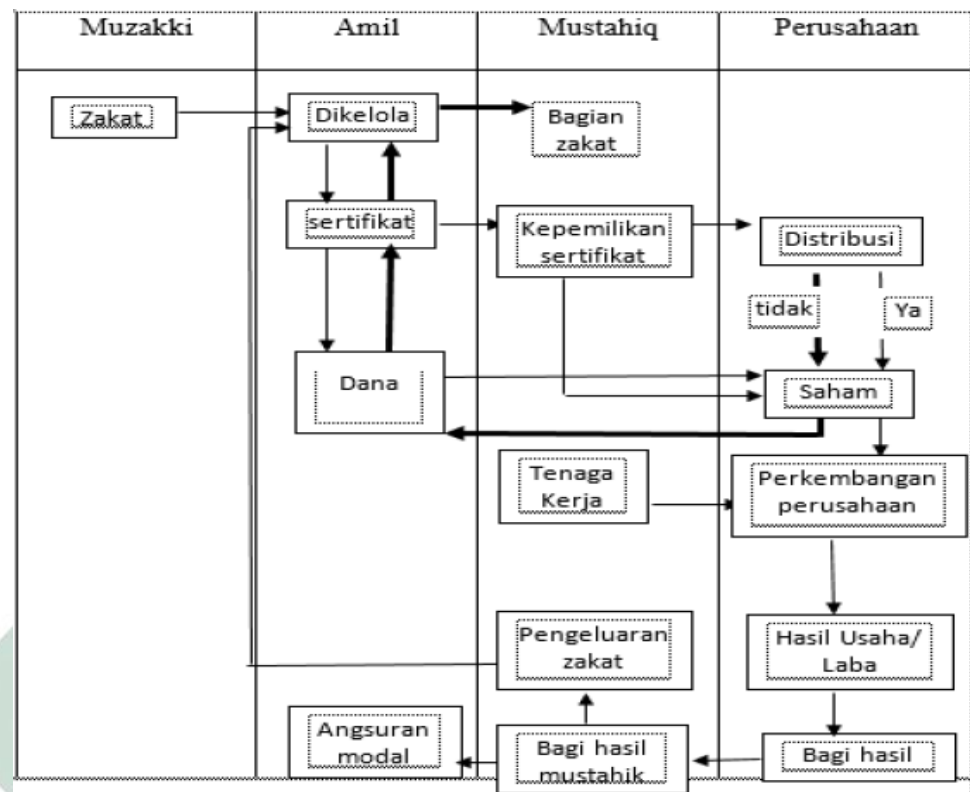 Muzakki
Amil
Mustahiq
Perusahaan
Zakat
Dikelola
Bagian
zakat
sertifikat
Kepemilikan
sertifikat
Distribusi
tidak
Ya
Dana
Saham
Tenaga
Kerja
Perkembangan
perusahaan
Pengeluaran
zakat
Hasil Usaha/
Laba
Angsuran
modal
Bagi hasil
mustahik
Bagi hasil